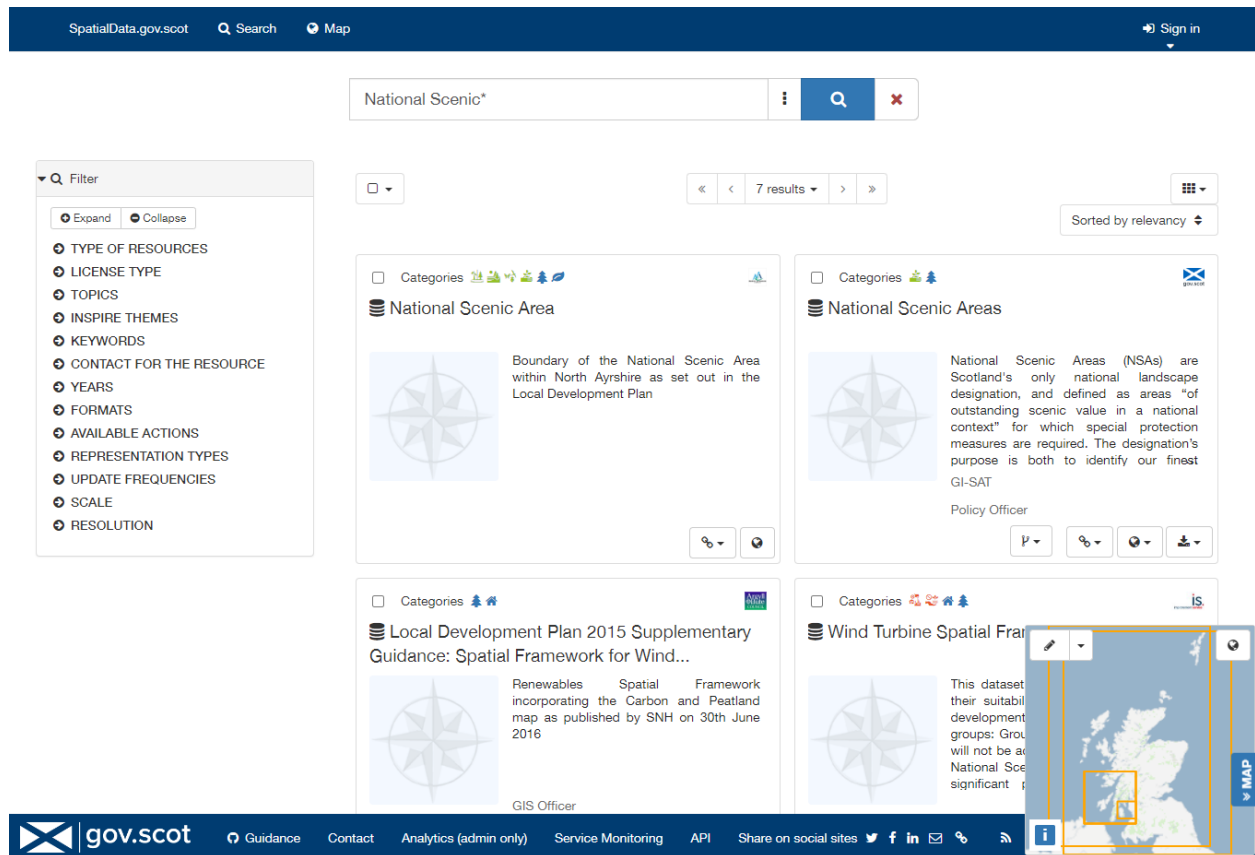 SpatialData.gov.scot Search Map Sign in
National Scenic*
Filter
7 results
Sorted by relevancy
Expand Collapse
TYPE OF RESOURCES
LICENSE TYPE
TOPICS
INSPIRE THEMES
KEYWORDS
CONTACT FOR THE RESOURCE
YEARS
FORMATS
AVAILABLE ACTIONS
REPRESENTATION TYPES
UPDATE FREQUENCIES
SCALE
RESOLUTION
Categories
National Scenic Area
Boundary of the National Scenic Area
within North Ayrshire as set out in the
Local Development Plan
Categories
gov.scot
National Scenic Areas
National Scenic Areas (NSAs) are
Scotland's only national landscape
designation, and defined as areas “of
outstanding scenic value in a national
context” for which special protection
measures are required. The designation’s
purpose is both to identify our finest
GI-SAT
Policy Officer
Categories
Local Development Plan 2015 Supplementary
Guidance: Spatial Framework for Wind...
Renewables Spatial Framework
incorporating the Carbon and Peatland
map as published by SNH on 30th June
2016
GIS Officer
Categories
is.
Wind Turbine Spatial
This dataset
their
development
groups:
will not be
National
significant
MAP
gov.scot Guidance Contact Analytics (admin only) Service Monitoring API Share on social sites